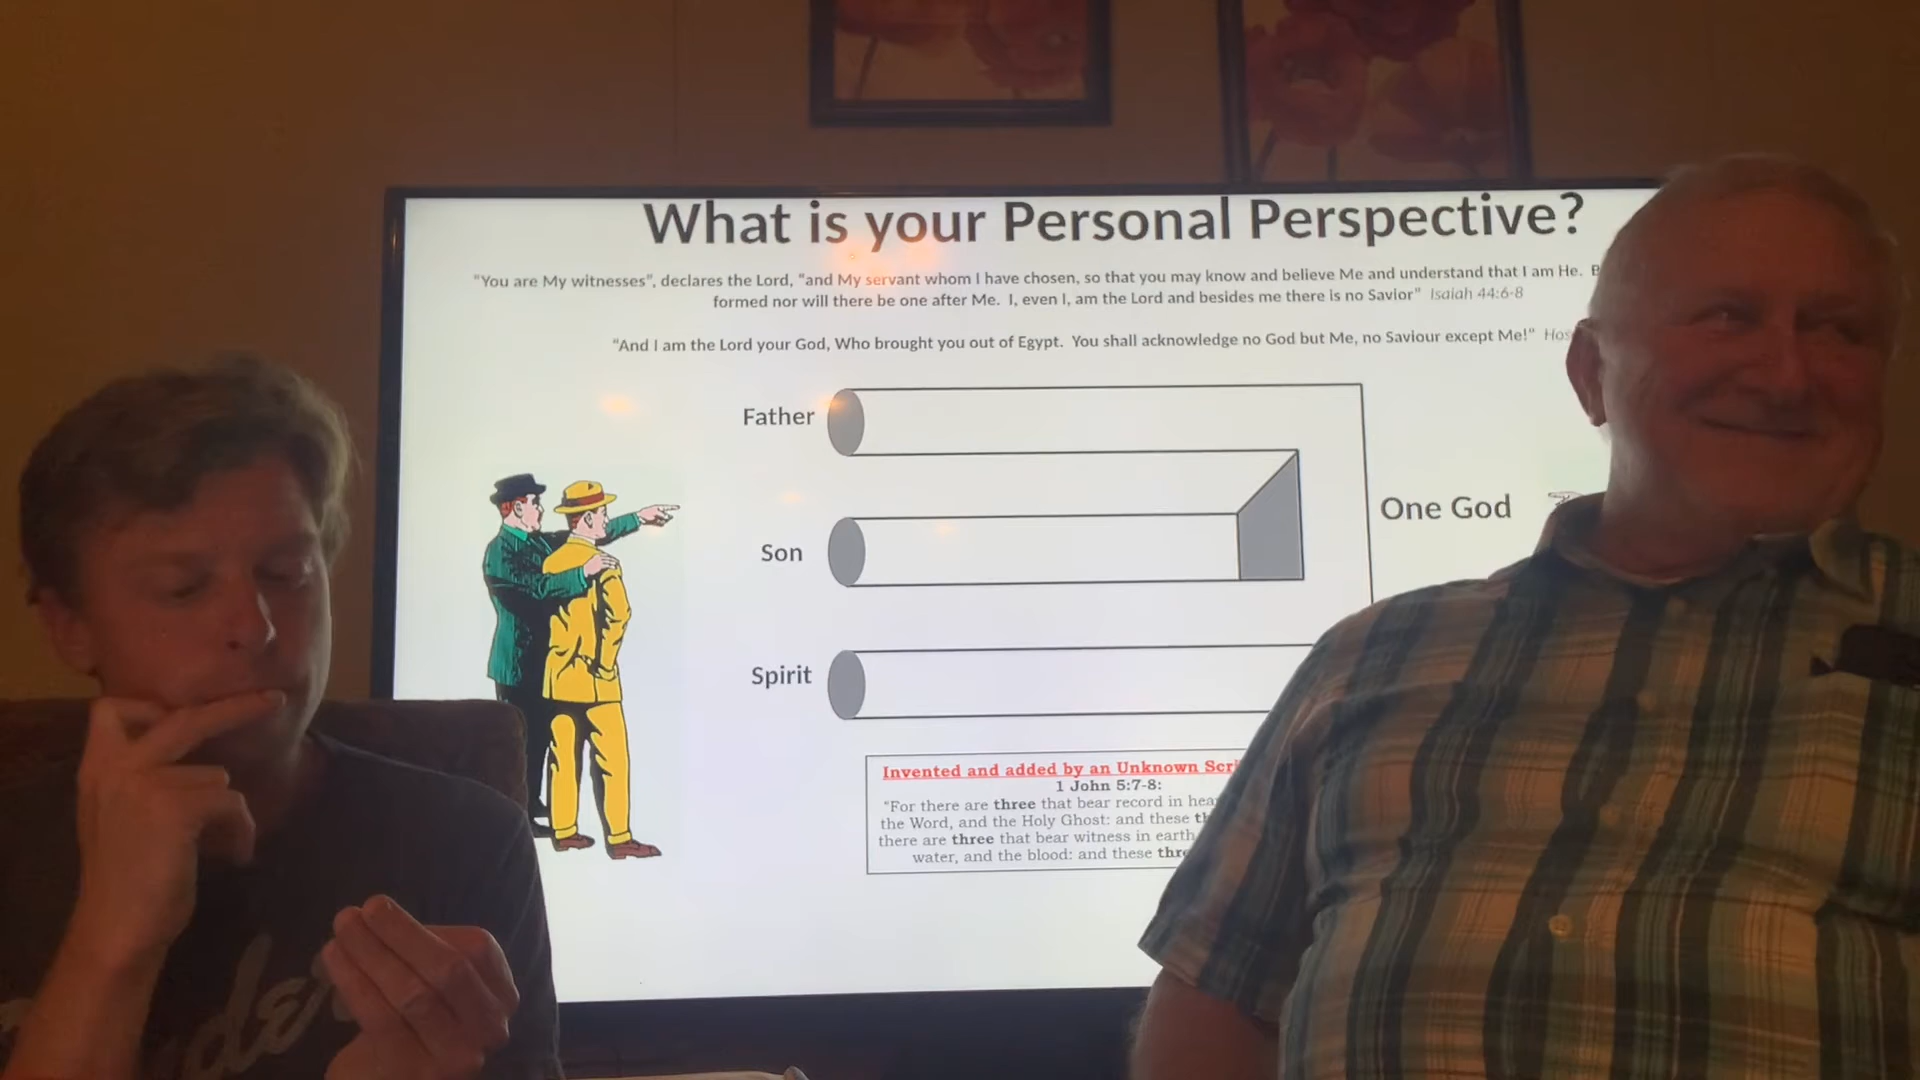 What is your Personal Perspective?
"You are My witnesses", declares the Lord, "and My servant whom I have chosen, so that you may know and believe Me and understand that I am He.
formed nor will there be one after Me. I, even I, am the Lord and besides me there is no Savior" Isaiah 44:6-8
"And I am the Lord your God, Who brought you out of Egypt. You shall acknowledge no God but Me, no Saviour except Me!"
Father
One God
Son
Spirit
Invented and added by an Unknown
1 John 5:7-8:
"For there are three that bear record in
the Word, and the Holy Ghost: and these
there are three that bear witness in earth
water, and the blood: and these